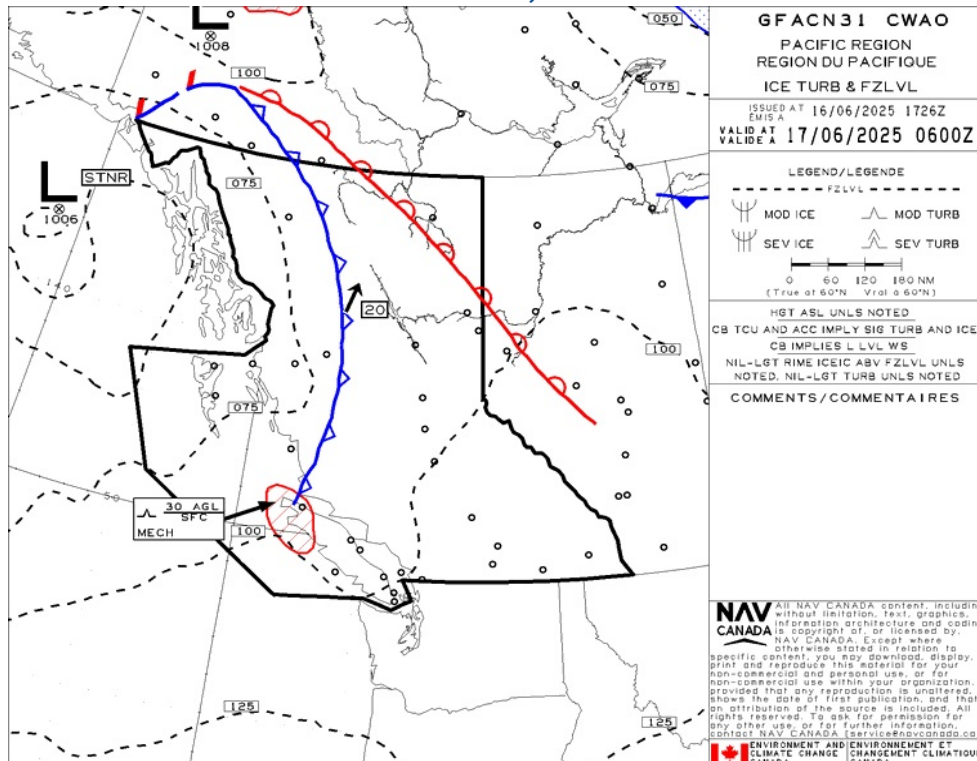 GFACN31 CWAO
PACIFIC REGION
REGION DU PACIFIQUE
ICE TURB & FZLVL
ISSUED AT 16/06/2025 1726Z
EMIS A
VALID AT 17/06/2025 0600Z
VALIDE A
LEGEND/LÉGENDE
FZLVL
MOD ICE MOD TURB
SEV ICE SEV TURB
0 60 120 180 NM
(True at 60°N Vrai à 60°N)
HGT ASL UNLS NOTED
CB TCU AND ACC IMPLY SIG TURB AND ICE
CB IMPLIES L LVL WS
NIL-LGT RIME ICEIC ABV FZLVL UNLS
NOTED. NIL-LGT TURB UNLS NOTED
COMMENTS/COMMENTAIRES
L
1008
100
050
075
STNR
L
1006
075
140
20
100
075
50
30 AGL
SFC
MECH
100
125
125
NAV
CANADA
All NAV CANADA content, includin
without limitation, text, graphics,
information architecture and codin
is copyright of, or licensed by,
NAV CANADA. Except where
otherwise stated in relation to
specific content, you may download, display,
print and reproduce this material for your
non-commercial and personal use, or for
non-commercial use within your organization,
provided that any reproduction is unaltered,
shows the date of first publication, and that
an attribution of the source is included. All
rights reserved. To ask for permission for
any other use, or for further information,
contact NAV CANADA [service@navcanada.ca
ENVIRONMENT AND ENVIRONNEMENT ET
CLIMATE CHANGE CHANGEMENT CLIMATIQU
CANADA CANADA